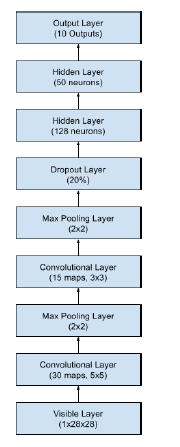 Output Layer
(10 Outputs)
Hidden Layer
(50 neurons)
Hidden Layer
(128 neurons)
Dropout Layer
(20%)
Max Pooling Layer
(2x2)
Convolutional Layer
(15 maps, 3x3)
Max Pooling Layer
(2x2)
Convolutional Layer
(30 maps, 5x5)
Visible Layer
(1x28x28)